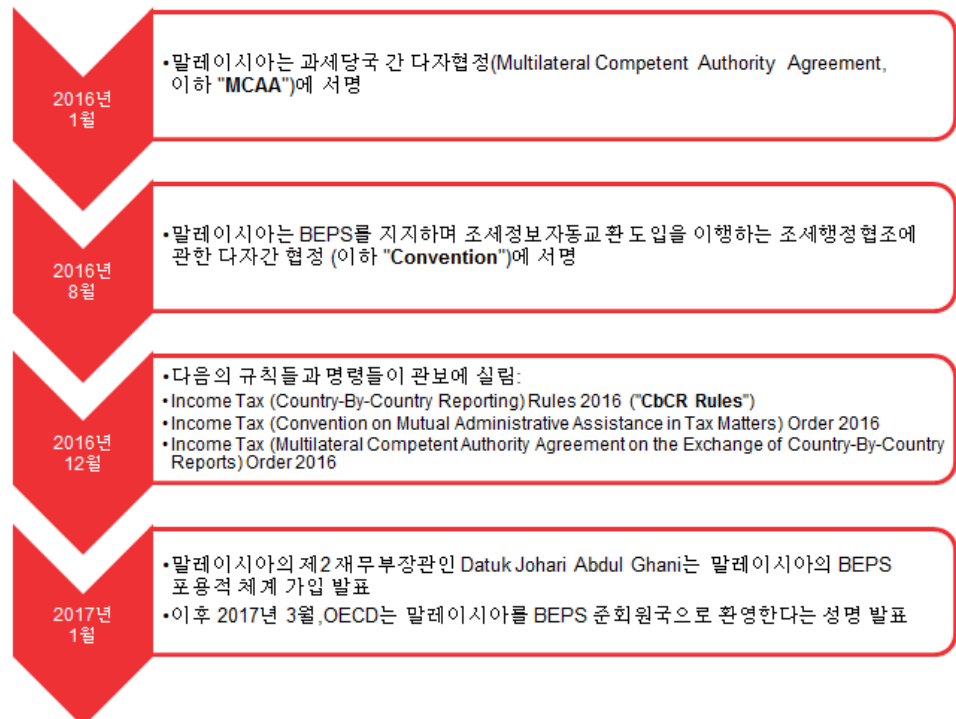 2016년
1월
•말레이시아는 과세당국 간 다자협정(Multilateral Competent Authority Agreement,
이하 "MCAA")에 서명
2016년
8월
•말레이시아는 BEPS를 지지하며 조세정보자동교환 도입을 이행하는 조세행정협조에
관한 다자간 협정 (이하 "Convention")에 서명
2016년
12월
•다음의 규칙들과 명령들이 관보에 실림:
•Income Tax (Country-By-Country Reporting) Rules 2016 ("CbCR Rules")
•Income Tax (Convention on Mutual Administrative Assistance in Tax Matters) Order 2016
•Income Tax (Multilateral Competent Authority Agreement on the Exchange of Country-By-Country
Reports) Order 2016
2017년
1월
•말레이시아의 제2재무부장관인 Datuk Johari Abdul Ghani는 말레이시아의 BEPS
포용적 체계 가입 발표
•이후 2017년 3월,OECD는 말레이시아를 BEPS 준회원국으로 환영한다는 성명 발표